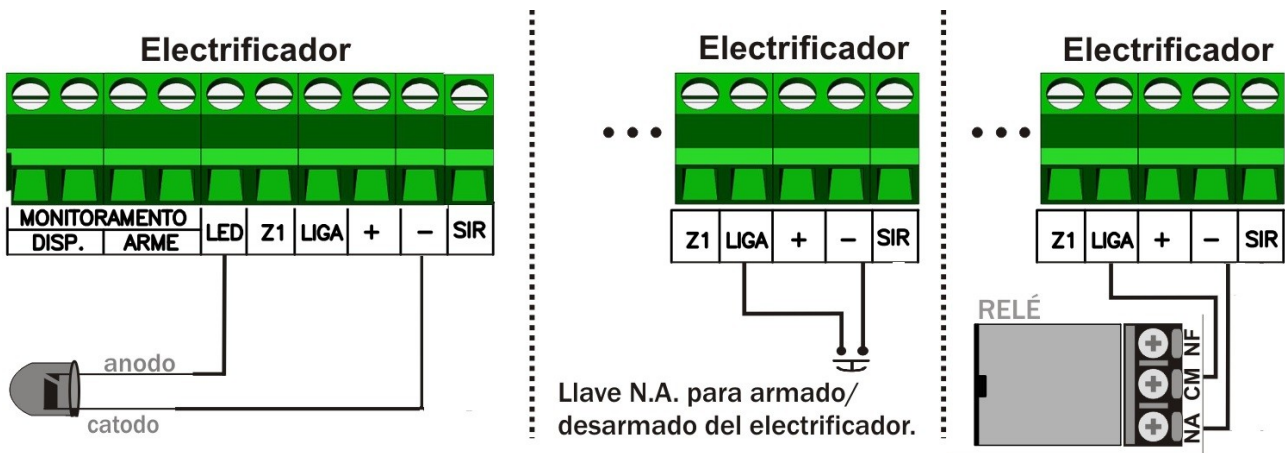 Electrificador
MONITORAMENTO
DISP. ARME LED Z1 LIGA + − SIR
anodo
catodo
Electrificador
Z1 LIGA + − SIR
Llave N.A. para armado/
desarmado del electrificador.
Electrificador
Z1 LIGA + − SIR
RELÉ
NF
CM
NA